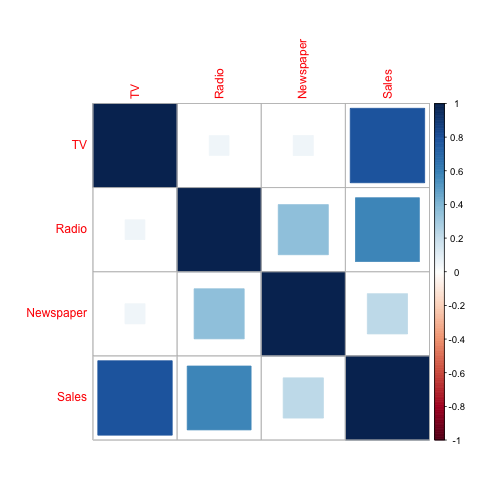 TV
Radio
Newspaper
Sales
TV
Radio
Newspaper
Sales
1
0.8
0.6
0.4
0.2
0
-0.2
-0.4
-0.6
-0.8
-1